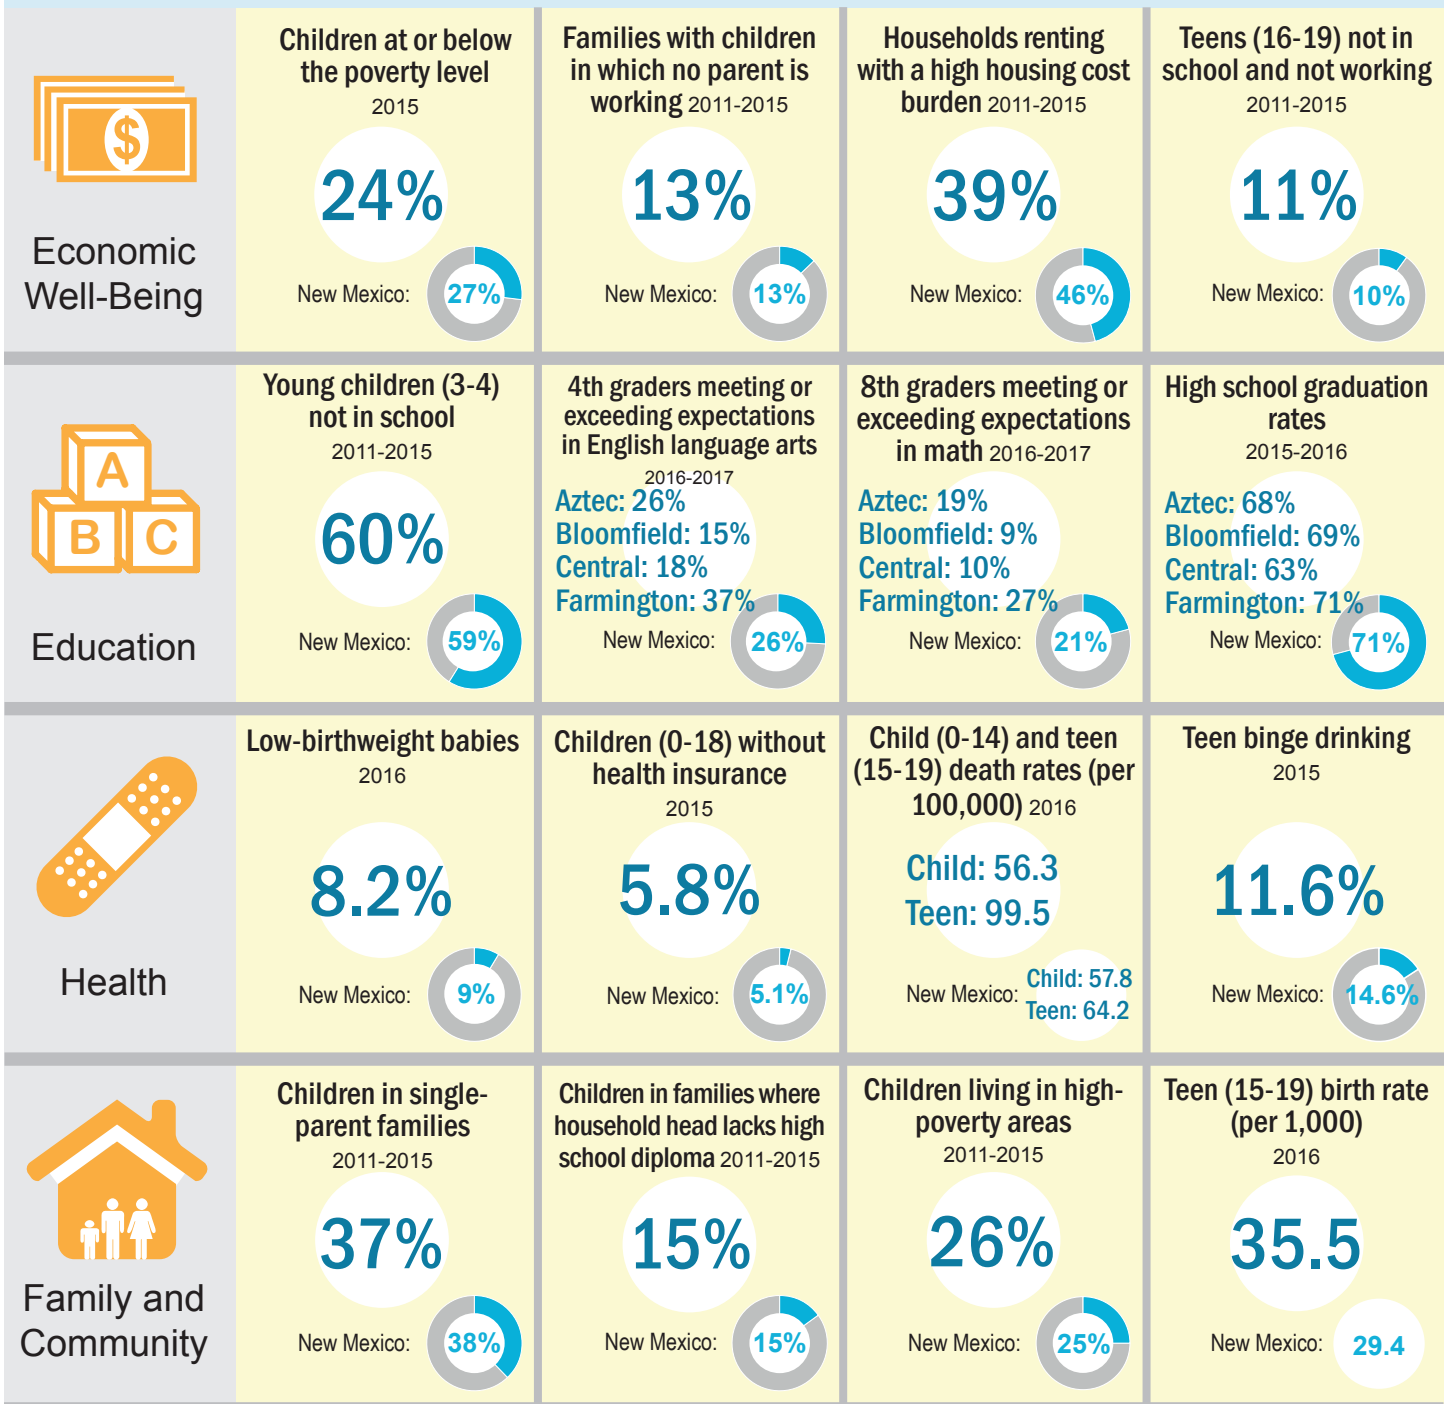 $
Economic
Well-Being
Children at or below
the poverty level
2015
24%
New Mexico: 27%
Families with children
in which no parent is
working 2011-2015
13%
New Mexico: 13%
Households renting
with a high housing cost
burden 2011-2015
39%
New Mexico: 46%
Teens (16-19) not in
school and not working
2011-2015
11%
New Mexico: 10%
A
B C
Education
Young children (3-4)
not in school
2011-2015
60%
New Mexico: 59%
4th graders meeting or
exceeding expectations
in English language arts
2016-2017
Aztec: 26%
Bloomfield: 15%
Central: 18%
Farmington: 37%
New Mexico: 26%
8th graders meeting or
exceeding expectations
in math 2016-2017
Aztec: 19%
Bloomfield: 9%
Central: 10%
Farmington: 27%
New Mexico: 21%
High school graduation
rates
2015-2016
Aztec: 68%
Bloomfield: 69%
Central: 63%
Farmington: 71%
New Mexico: 71%
Health
Low-birthweight babies
2016
8.2%
New Mexico: 9%
Children (0-18) without
health insurance
2015
5.8%
New Mexico: 5.1%
Child (0-14) and teen
(15-19) death rates (per
100,000) 2016
Child: 56.3
Teen: 99.5
New Mexico: Child: 57.8
Teen: 64.2
Teen binge drinking
2015
11.6%
New Mexico: 14.6%
Family and
Community
Children in single-
parent families
2011-2015
37%
New Mexico: 38%
Children in families where
household head lacks high
school diploma 2011-2015
15%
New Mexico: 15%
Children living in high-
poverty areas
2011-2015
26%
New Mexico: 25%
Teen (15-19) birth rate
(per 1,000)
2016
35.5
New Mexico: 29.4